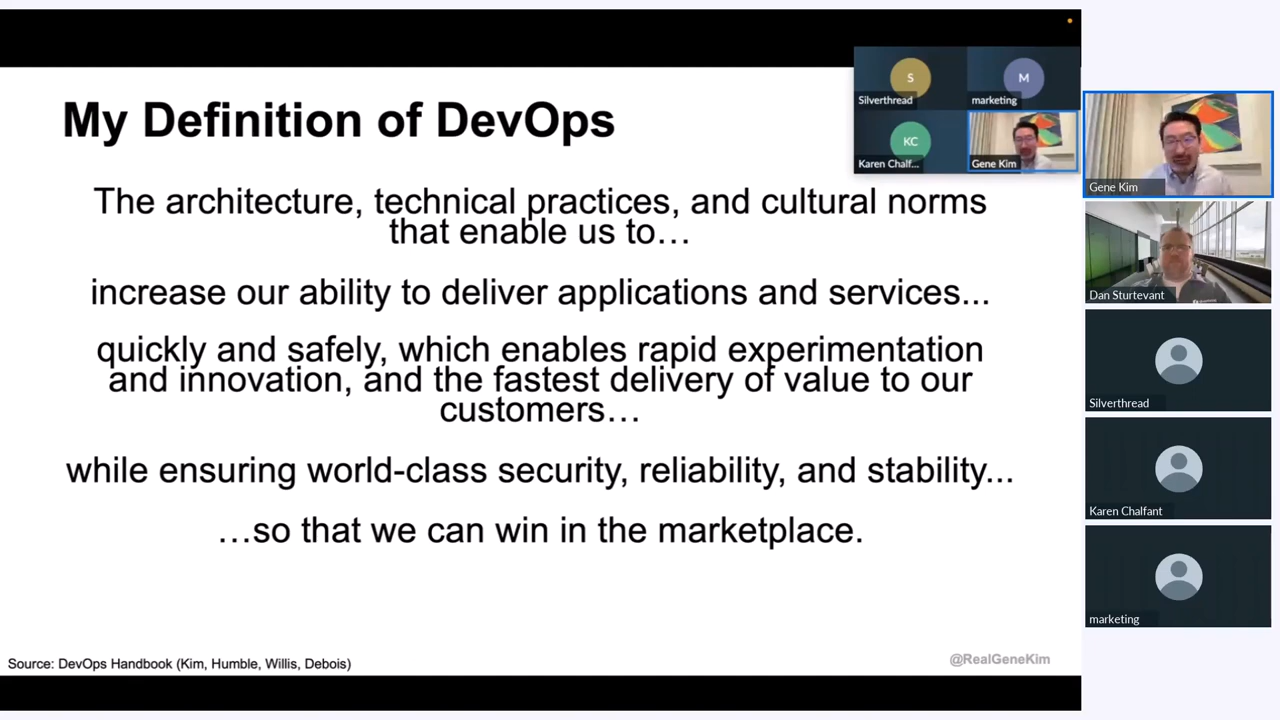 My Definition of DevOps
The architecture, technical practices, and cultural norms
that enable us to…
increase our ability to deliver applications and services...
quickly and safely, which enables rapid experimentation
and innovation, and the fastest delivery of value to our
customers…
while ensuring world-class security, reliability, and stability...
…so that we can win in the marketplace.
Source: DevOps Handbook (Kim, Humble, Willis, Debois)
@RealGeneKim
S
Silverthread
M
marketing
KC
Karen Chalf...
Gene Kim
Gene Kim
Dan Sturtevant
Silverthread
Karen Chalfant
marketing